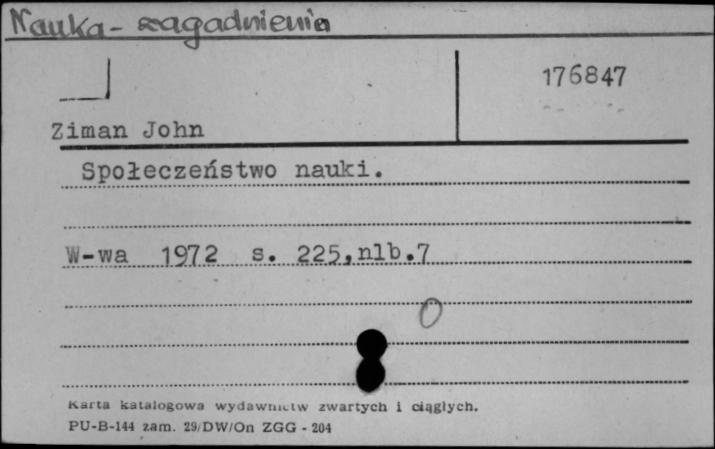 Nauka - zagadnienia
176847
Ziman John
Społeczeństwo nauki.
W-wa 1972 s. 225,nlb.7
0
Karta katalogowa wydawnictw zwartych i ciągłych.
PU-B-144 zam. 29/DW/On ZGG - 204